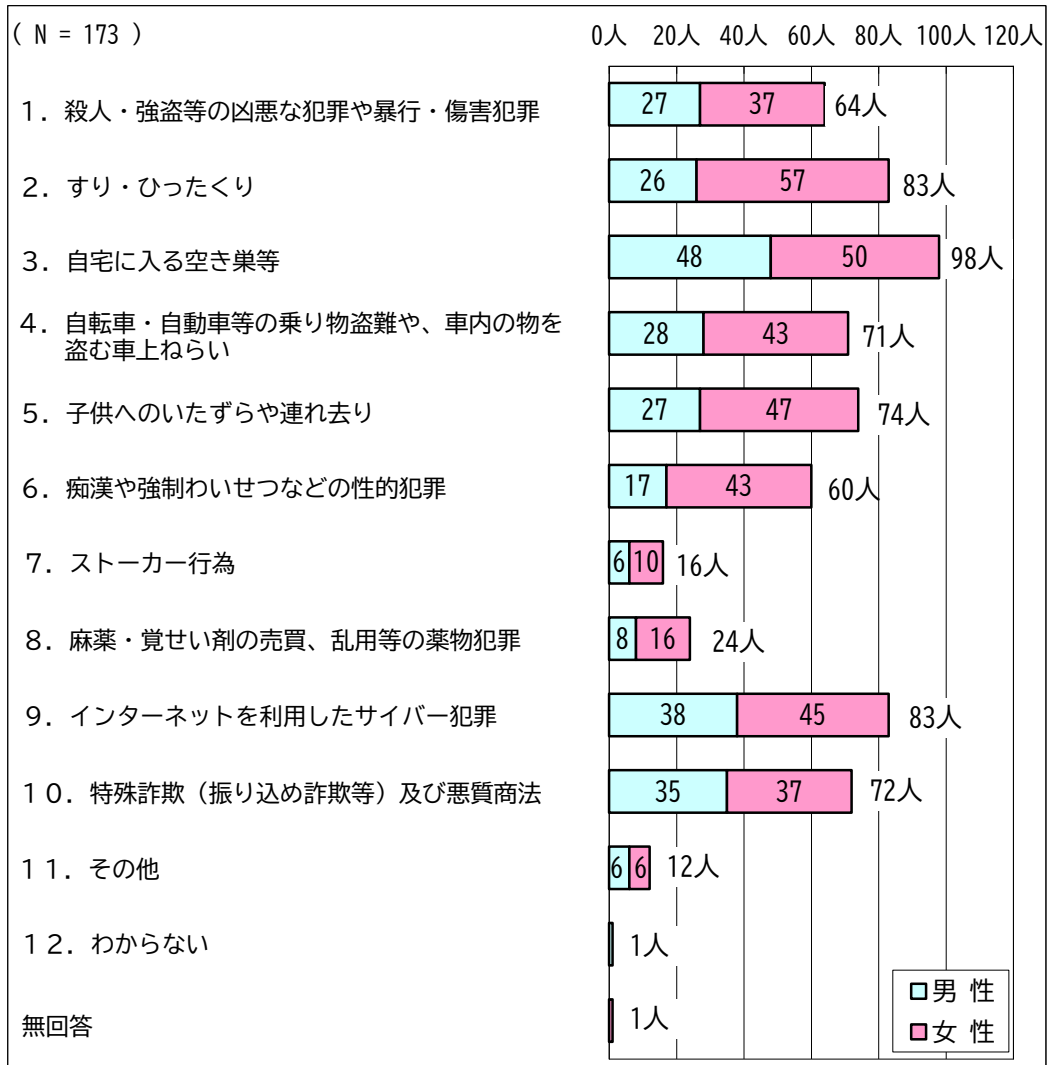 ( N = 173 )
0人 20人 40人 60人 80人 100人 120人
1. 殺人・強盗等の凶悪な犯罪や暴行・傷害犯罪 27 37 64人
2. すり・ひったくり 26 57 83人
3. 自宅に入る空き巣等 48 50 98人
4. 自転車・自動車等の乗り物盗難や、車内の物を
盗む車上ねらい 28 43 71人
5. 子供へのいたずらや連れ去り 27 47 74人
6. 痴漢や強制わいせつなどの性的犯罪 17 43 60人
7. ストーカー行為 6 10 16人
8. 麻薬・覚せい剤の売買、乱用等の薬物犯罪 8 16 24人
9. インターネットを利用したサイバー犯罪 38 45 83人
10. 特殊詐欺（振り込め詐欺等）及び悪質商法 35 37 72人
11. その他 6 6 12人
12. わからない 1人
無回答 1人
男 性
女 性